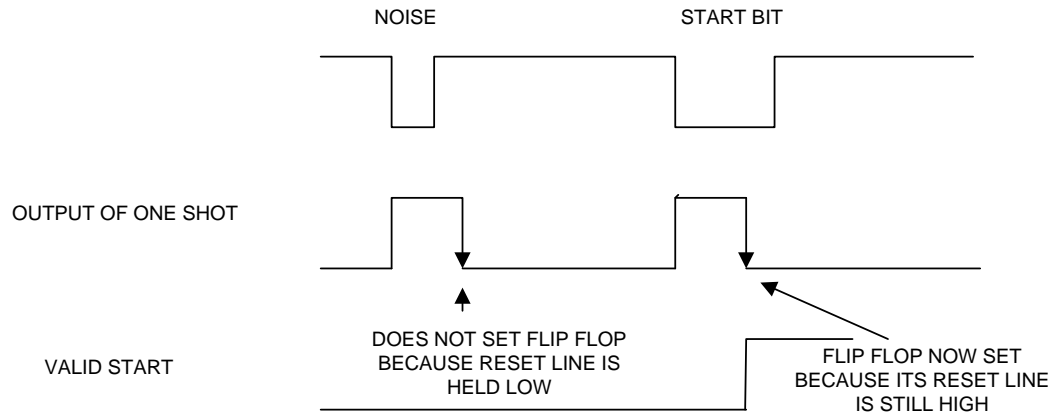 NOISE
START BIT
OUTPUT OF ONE SHOT
DOES NOT SET FLIP FLOP
BECAUSE RESET LINE IS
HELD LOW
VALID START
FLIP FLOP NOW SET
BECAUSE ITS RESET LINE
IS STILL HIGH